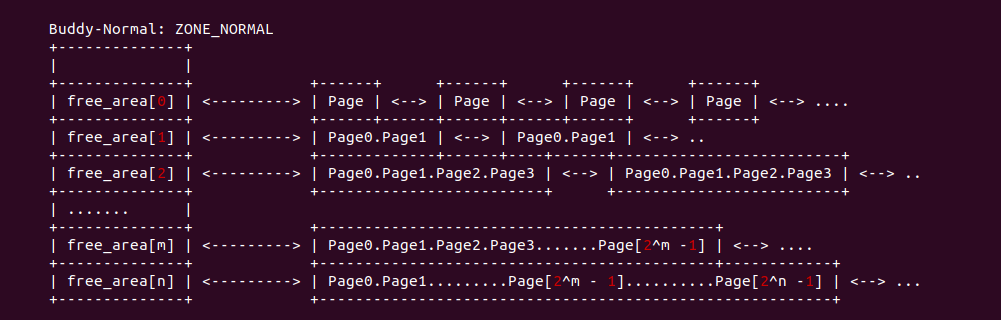 Buddy-Normal: ZONE_NORMAL
+--------------+
|              |
+--------------+             +------+      +------+      +------+      +------+
| free_area[0] | <---------> | Page | <--> | Page | <--> | Page | <--> | Page | <--> ....
+--------------+             +------+------+------+------+------+      +------+
| free_area[1] | <---------> | Page0.Page1 | <--> | Page0.Page1 | <--> ..
+--------------+             +-------------+------+----+------+-------------------------+
| free_area[2] | <---------> | Page0.Page1.Page2.Page3 | <--> | Page0.Page1.Page2.Page3 | <--> ..
+--------------+             +-------------------------+      +-------------------------+
| .......      |
+--------------+             +-------------------------------------------+
| free_area[m] | <---------> | Page0.Page1.Page2.Page3.......Page[2^m -1] | <--> ....
+--------------+             +-------------------------------------------+------------+
| free_area[n] | <---------> | Page0.Page1.........Page[2^m - 1]..........Page[2^n -1] | <--> ...
+--------------+             +--------------------------------------------------------+